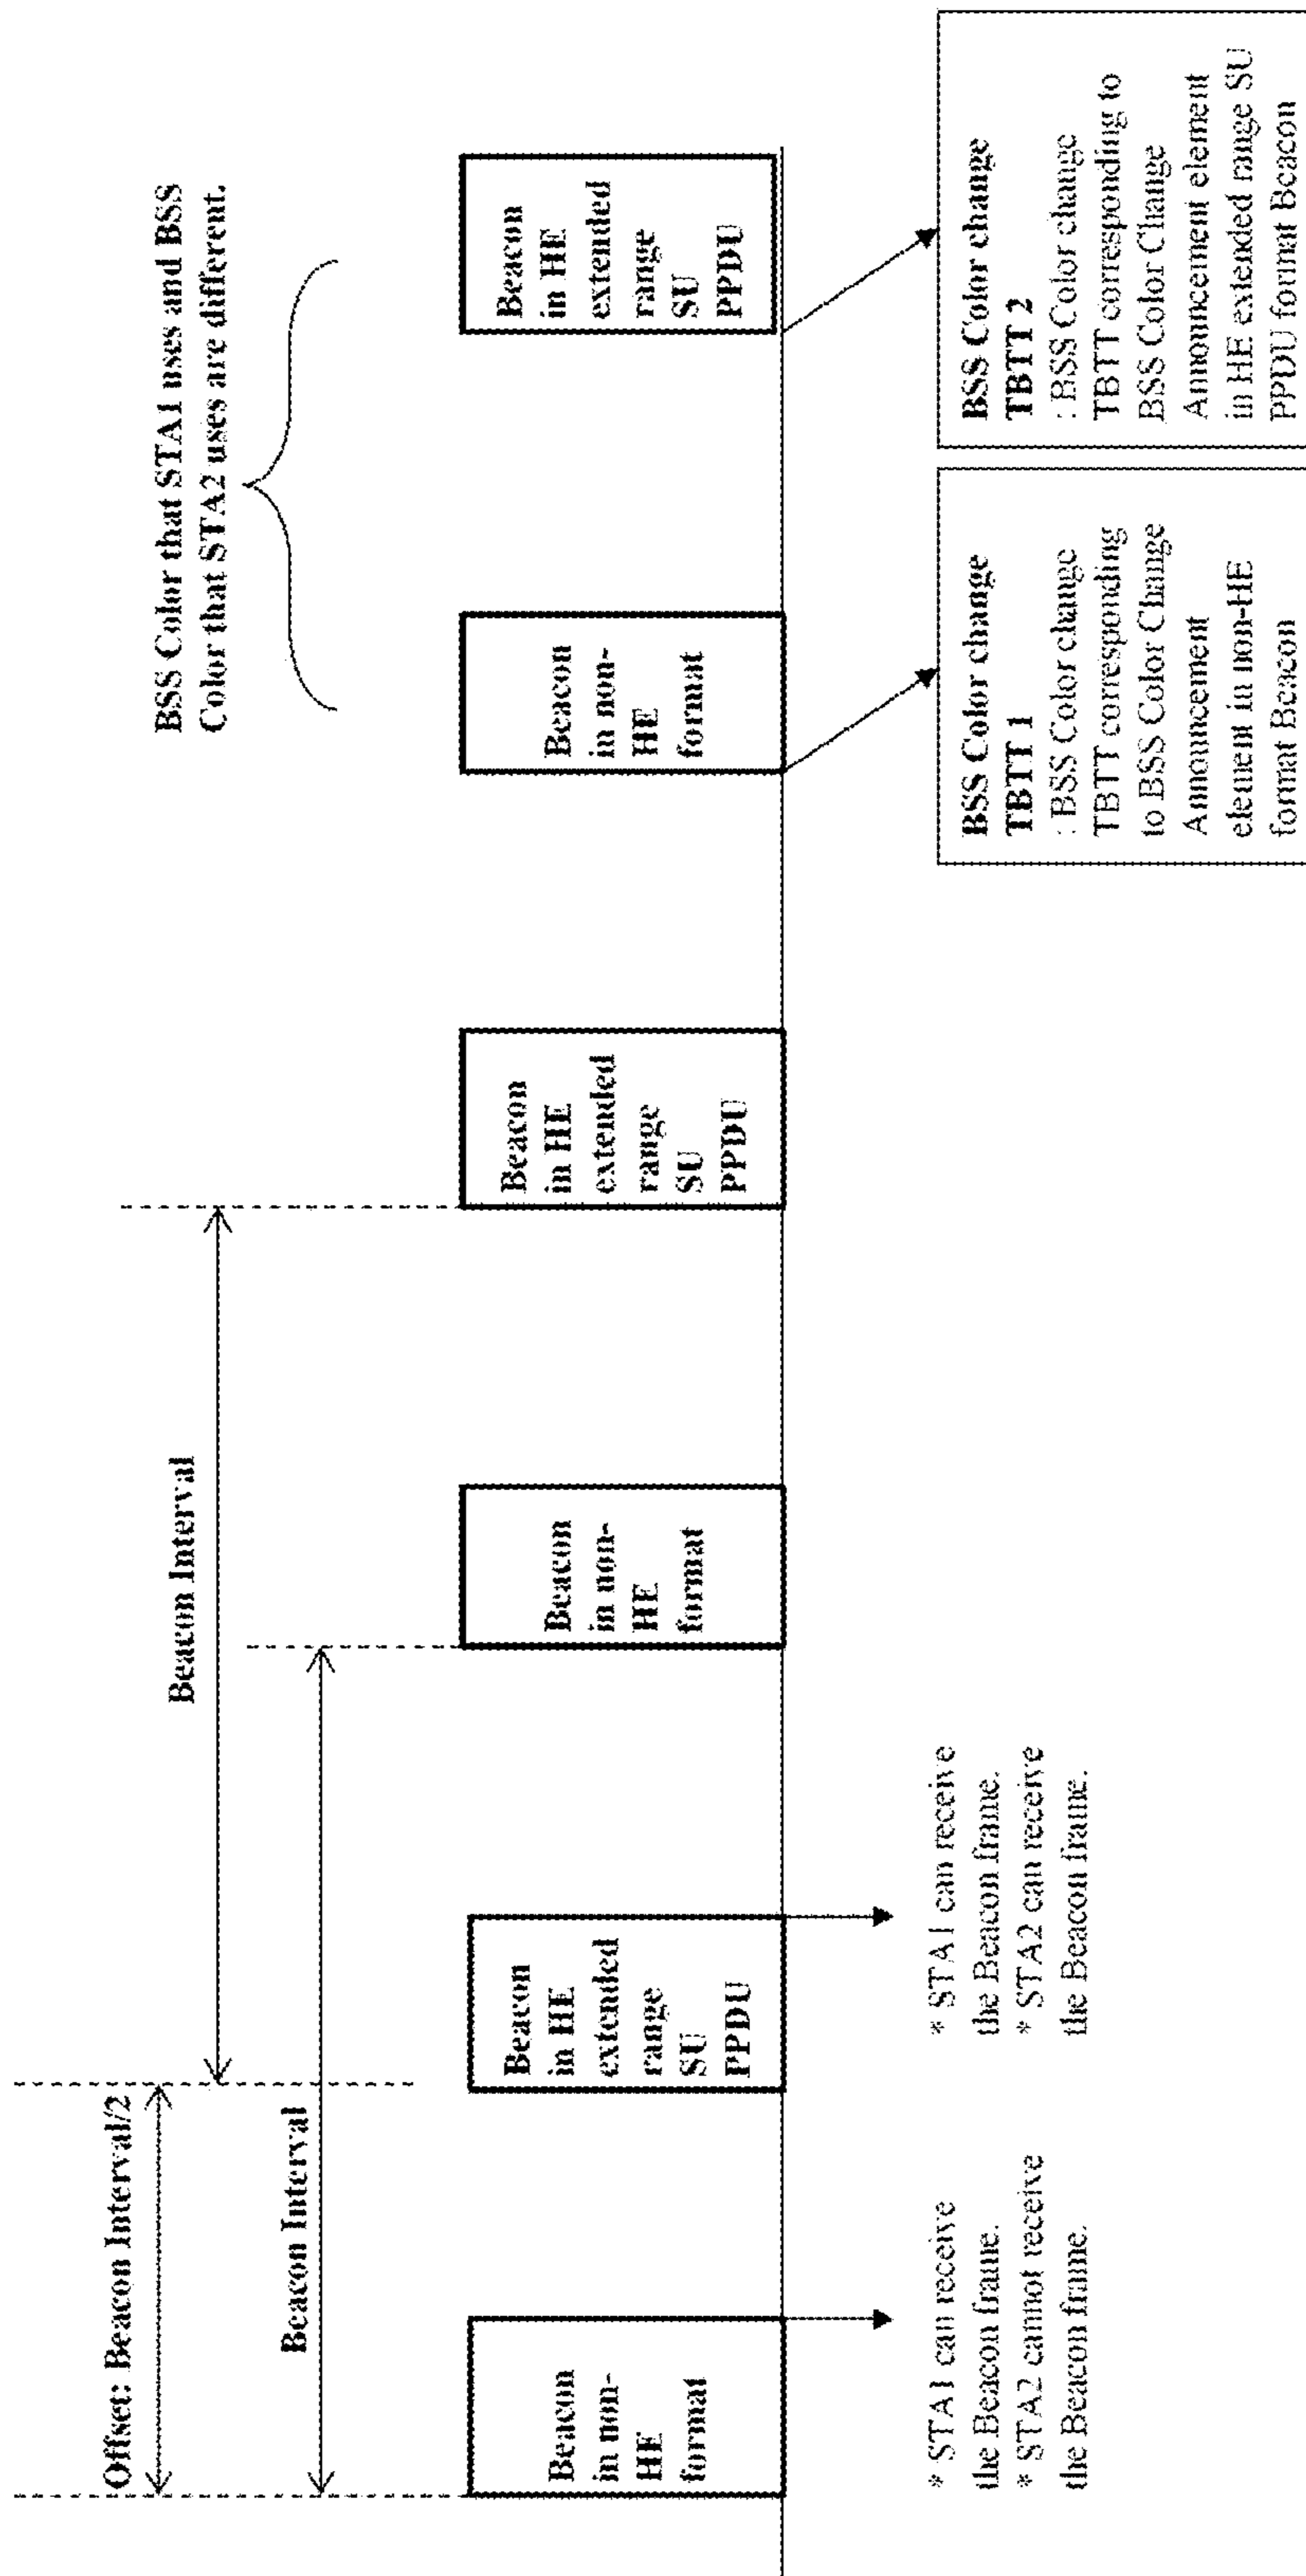 Offset: Beacon Interval/2
Beacon Interval
Beacon Interval
BSS Color that STA1 uses and BSS
Color that STA2 uses are different.
Beacon
in non-
HE
format
Beacon
in HE
extended
range
SU
PPDU
Beacon
in non-
HE
format
Beacon
in HE
extended
range
SU
PPDU
Beacon
in non-
HE
format
Beacon
in HE
extended
range
SU
PPDU
* STA1 can receive
the Beacon frame.
* STA2 cannot receive
the Beacon frame.
* STA1 can receive
the Beacon frame.
* STA2 can receive
the Beacon frame.
BSS Color change
TBTT 1
: BSS Color change
TBTT corresponding
to BSS Color Change
Announcement
element in non-HE
format Beacon
BSS Color change
TBTT 2
: BSS Color change
TBTT corresponding to
BSS Color Change
Announcement element
in HE extended range SU
PPDU format Beacon